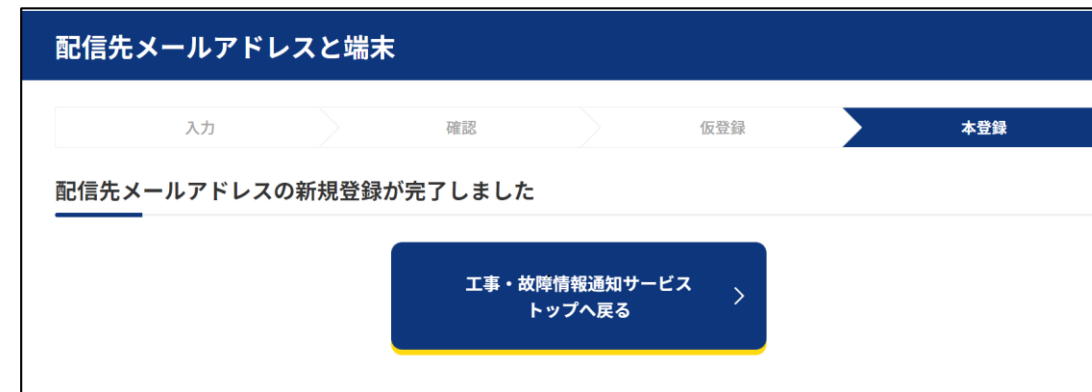 配信先メールアドレスと端末
入力
確認
仮登録
本登録
配信先メールアドレスの新規登録が完了しました
工事・故障情報通知サービス
トップへ戻る